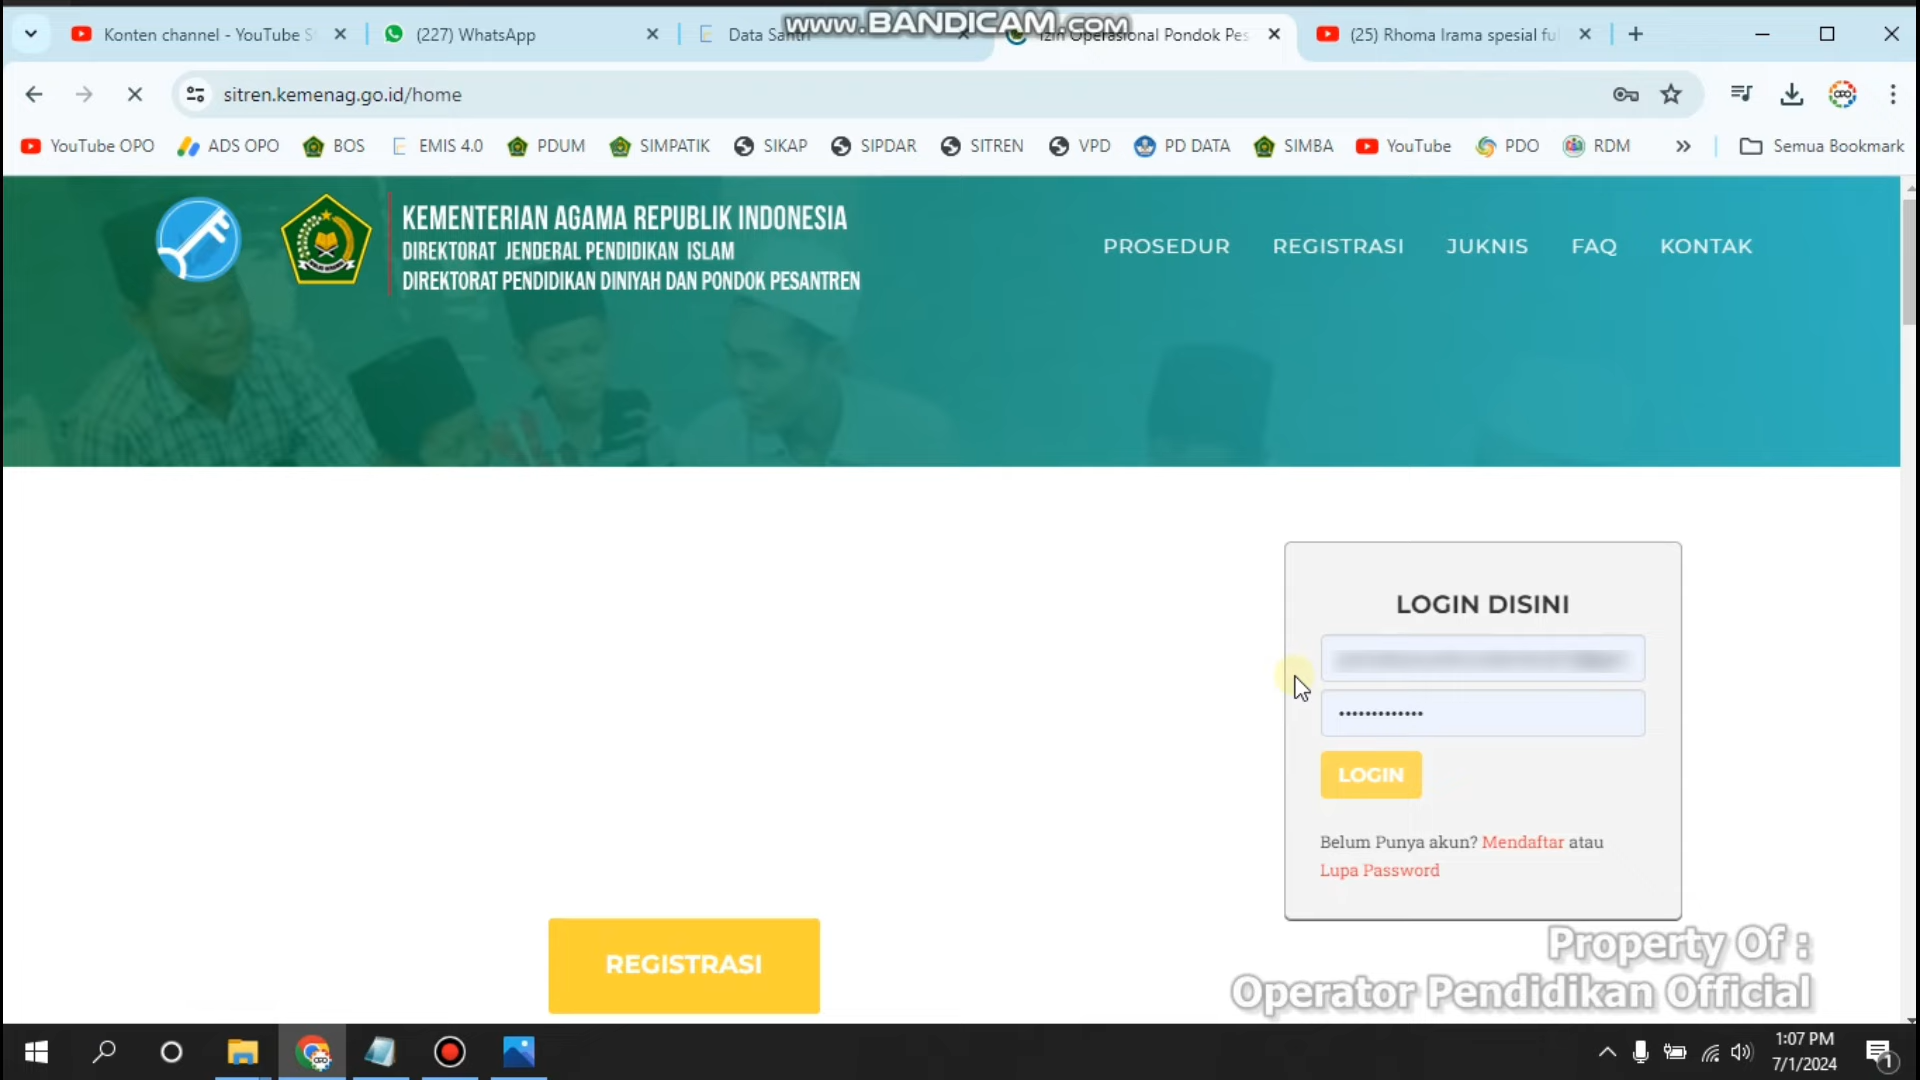 Konten channel - YouTube S
(227) WhatsApp
Data Santri
www.BANDICAM.com
Izin Operasional Pondok Pes
(25) Rhoma Irama spesial ful
sitren.kemenag.go.id/home
YouTube OPO
ADS OPO
BOS
EMIS 4.0
PDUM
SIMPATIK
SIKAP
SIPDAR
SITREN
VPD
PD DATA
SIMBA
YouTube
PDO
RDM
Semua Bookmark
KEMENTERIAN AGAMA REPUBLIK INDONESIA
DIREKTORAT JENDERAL PENDIDIKAN ISLAM
DIREKTORAT PENDIDIKAN DINIYAH DAN PONDOK PESANTREN
PROSEDUR
REGISTRASI
JUKNIS
FAQ
KONTAK
LOGIN DISINI
•••••••••••••
LOGIN
Belum Punya akun? Mendaftar atau
Lupa Password
REGISTRASI
Property Of :
Operator Pendidikan Official
1:07 PM
7/1/2024
1